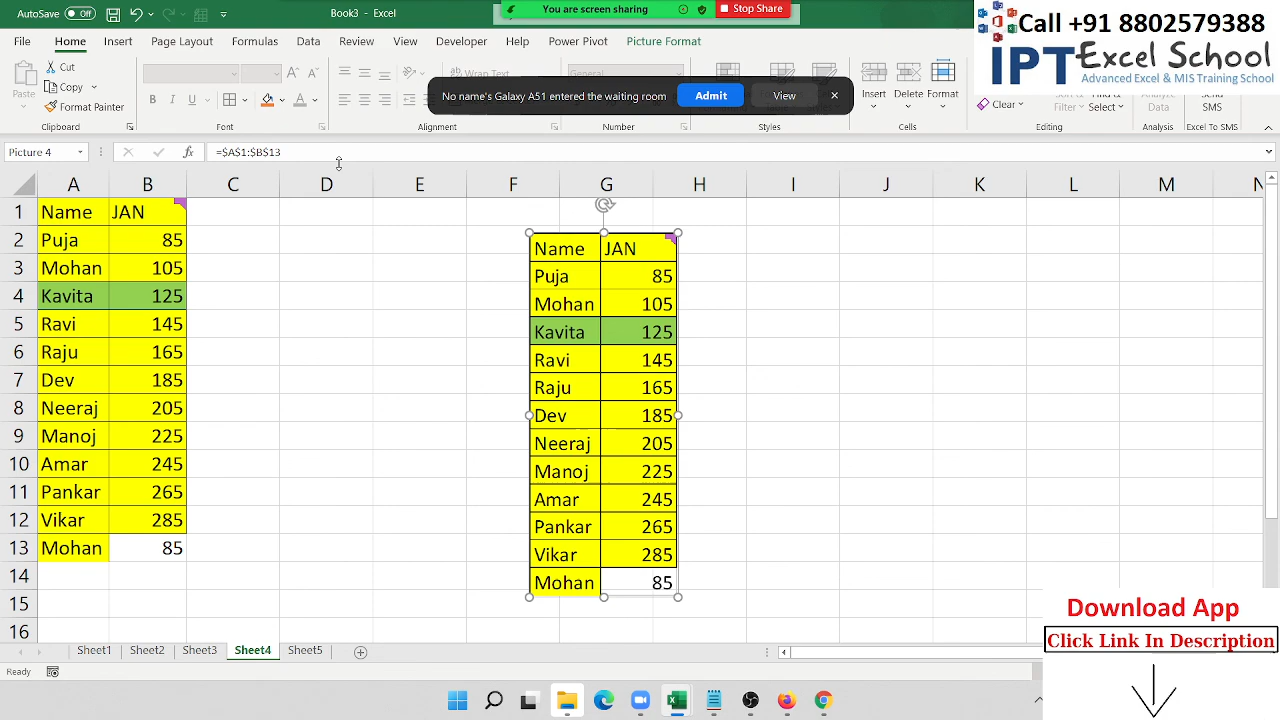 AutoSave Off
Book3 - Excel
You are screen sharing
Stop Share
Call +91 8802579388
IPT Excel School
Advanced Excel & MIS Training School
File Home Insert Page Layout Formulas Data Review View Developer Help Power Pivot Picture Format
Paste
Cut
Copy
Format Painter
Wrap Text
General
No name's Galaxy A51 entered the waiting room Admit View
Insert Delete Format
Clear
Filter Select
Analyze Data
Send SMS
Clipboard Font Alignment Number Styles Cells Editing Analysis Excel To SMS
Picture 4 fx =$A$1:$B$13
A B C D E F G H I J K L M N
1 Name JAN
2 Puja 85
3 Mohan 105
4 Kavita 125
5 Ravi 145
6 Raju 165
7 Dev 185
8 Neeraj 205
9 Manoj 225
10 Amar 245
11 Pankar 265
12 Vikar 285
13 Mohan 85
14
15
16
Name JAN
Puja 85
Mohan 105
Kavita 125
Ravi 145
Raju 165
Dev 185
Neeraj 205
Manoj 225
Amar 245
Pankar 265
Vikar 285
Mohan 85
Download App
Click Link In Description
Sheet1 Sheet2 Sheet3 Sheet4 Sheet5
Ready